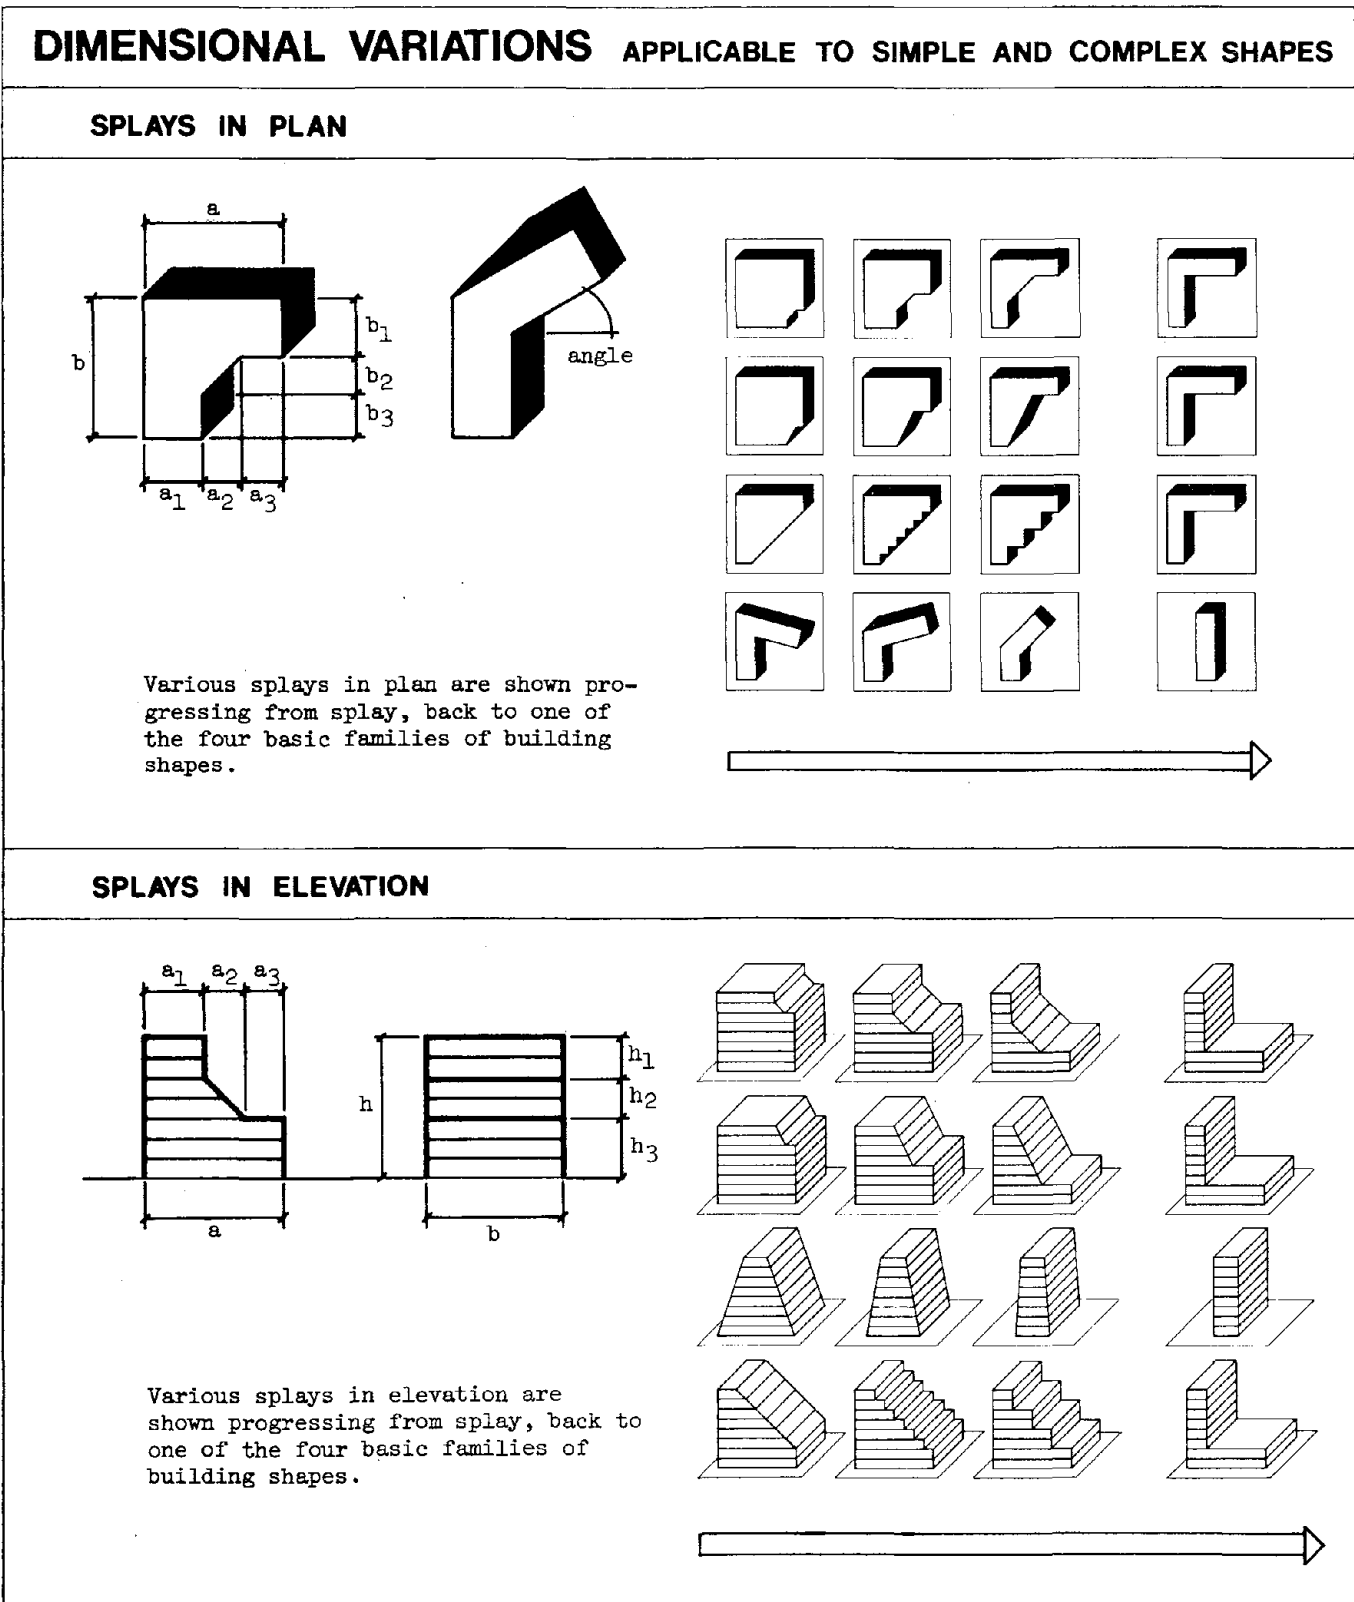 DIMENSIONAL VARIATIONS APPLICABLE TO SIMPLE AND COMPLEX SHAPES
SPLAYS IN PLAN
a
b
b1
b2
b3
a1 a2 a3
angle
Various splays in plan are shown pro-
gressing from splay, back to one of
the four basic families of building
shapes.
SPLAYS IN ELEVATION
a1 a2 a3
h
h1
h2
h3
a
b
Various splays in elevation are
shown progressing from splay, back to
one of the four basic families of
building shapes.